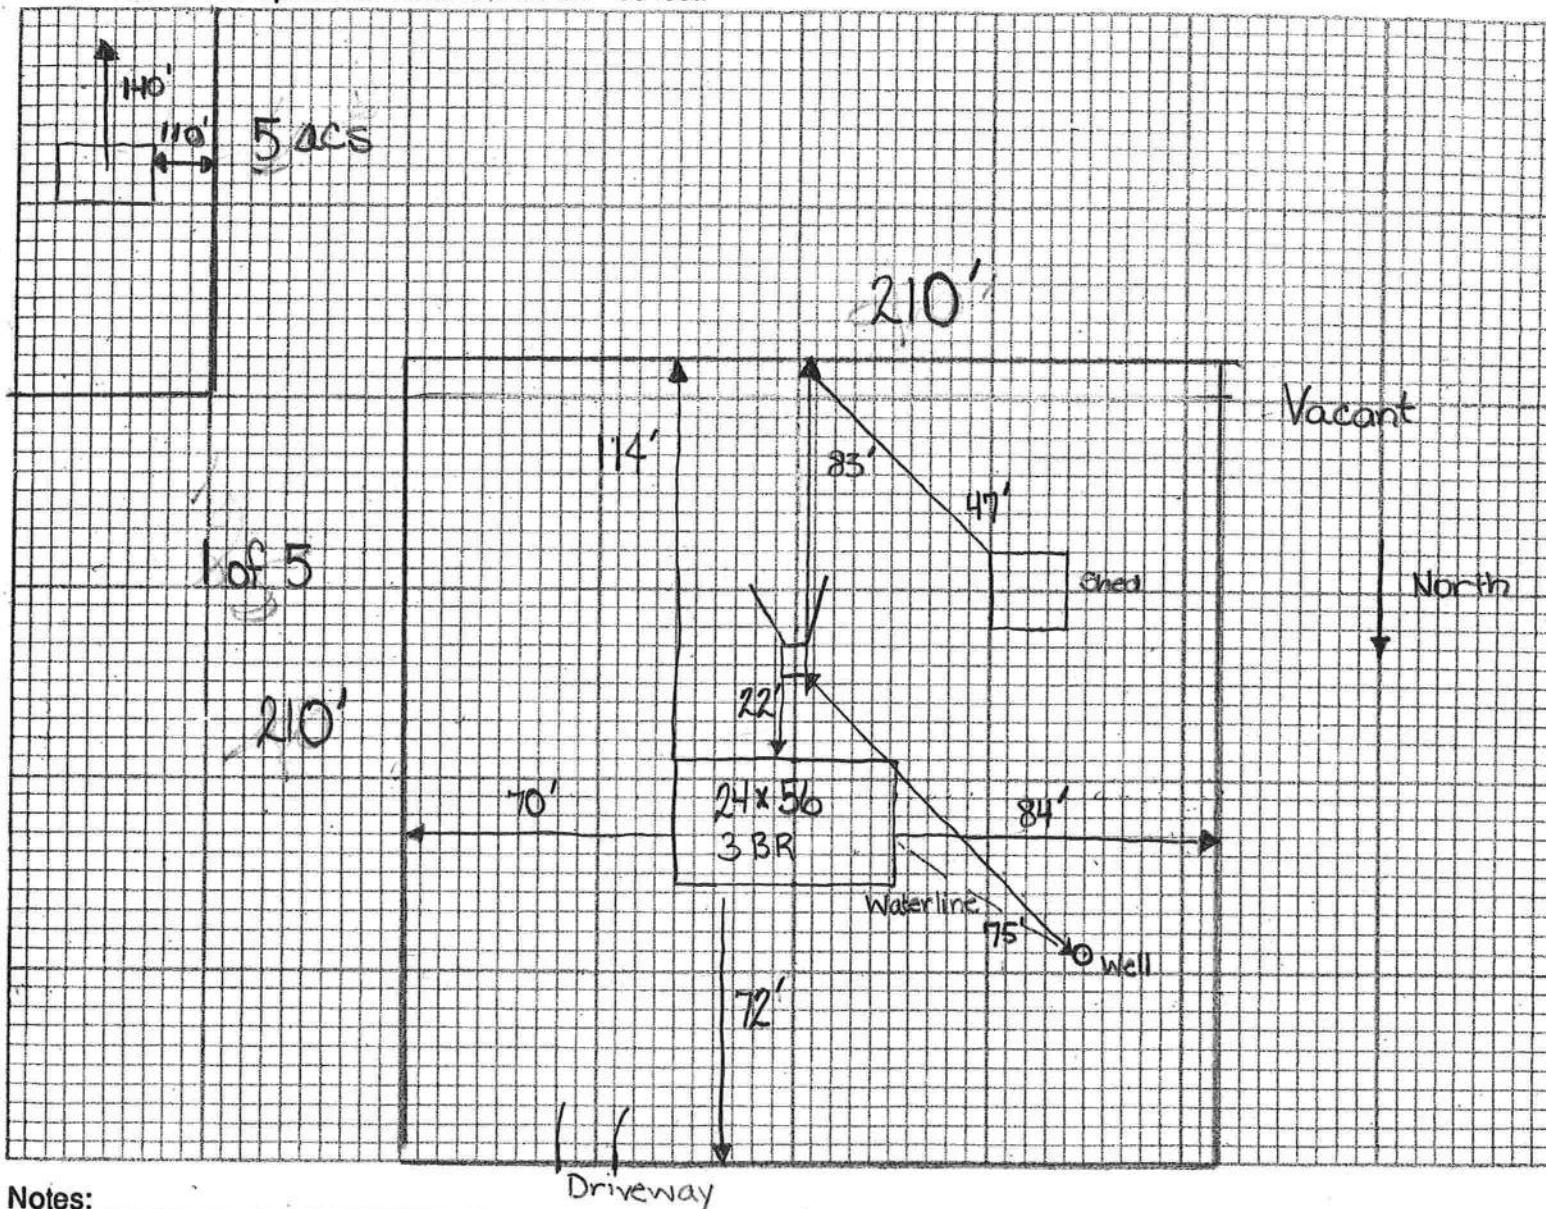 140'
110'
5 acs
210'
Vacant
114'
83'
47'
1 of 5
Shed
North
210'
22'
70'
24 x 56
3 BR
84'
Waterline
75'
Well
72'
Driveway
Notes: